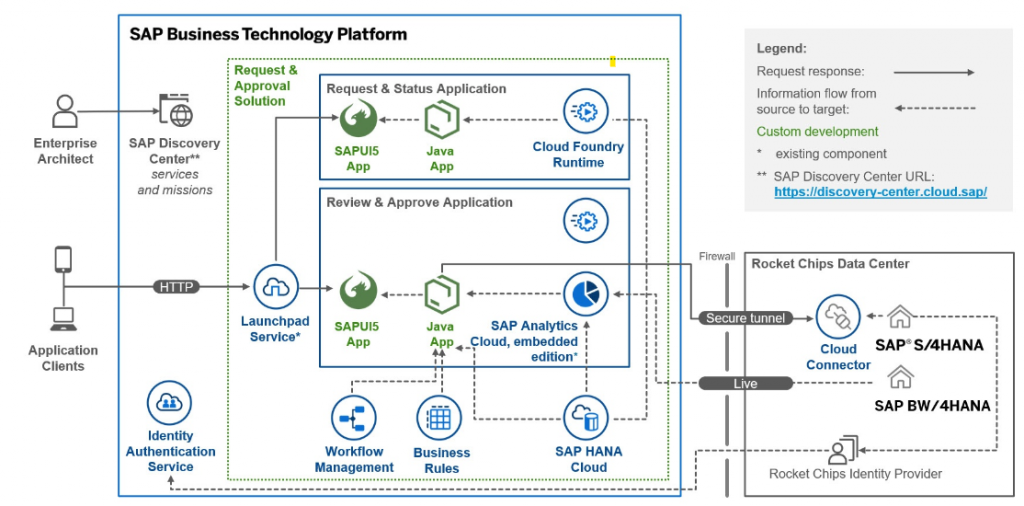 SAP Business Technology Platform
Request &
Approval
Solution
Request & Status Application
SAPUI5
App
Java
App
Cloud Foundry
Runtime
Enterprise
Architect
SAP Discovery
Center**
services
and missions
Review & Approve Application
HTTP
Launchpad
Service*
SAPUI5
App
Java
App
SAP Analytics
Cloud, embedded
edition*
Application
Clients
Identity
Authentication
Service
Workflow
Management
Business
Rules
SAP HANA
Cloud
Legend:
Request response:
Information flow from
source to target:
Custom development
* existing component
** SAP Discovery Center URL:
https://discovery-center.cloud.sap/
Firewall
Rocket Chips Data Center
Secure tunnel
Cloud
Connector
SAP® S/4HANA
Live
SAP BW/4HANA
Rocket Chips Identity Provider